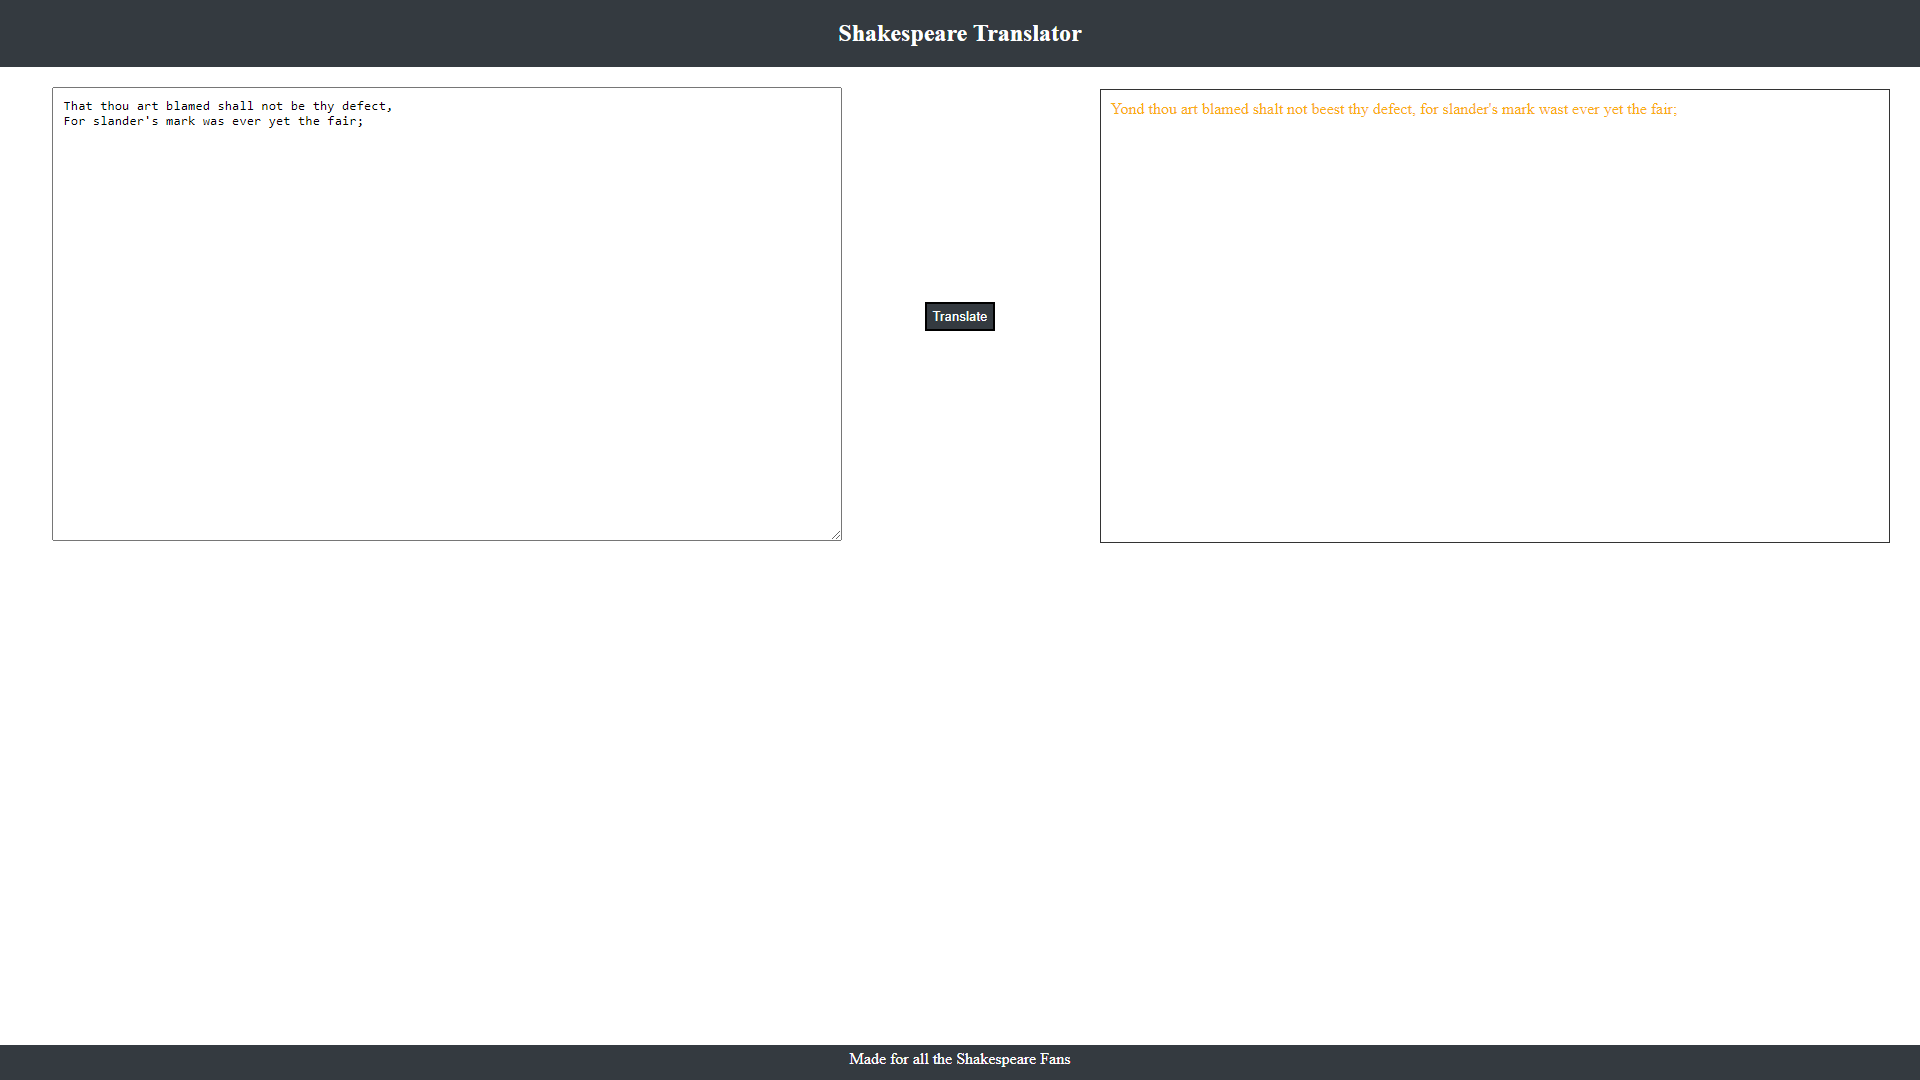 Shakespeare Translator
That thou art blamed shall not be thy defect,
For slander's mark was ever yet the fair;
Translate
Yond thou art blamed shalt not beest thy defect, for slander's mark wast ever yet the fair;
Made for all the Shakespeare Fans